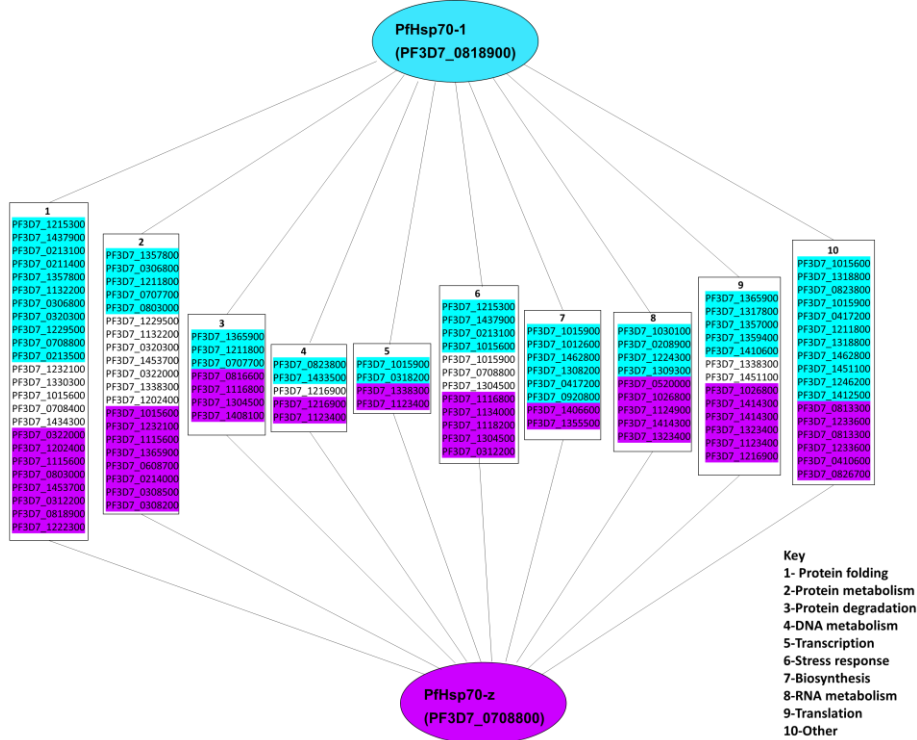 PfHsp70-1
(PF3D7_0818900)
1
PF3D7_1215300
PF3D7_1437900
PF3D7_0213100
PF3D7_0211400
PF3D7_1357800
PF3D7_1132200
PF3D7_0306800
PF3D7_0320300
PF3D7_1229500
PF3D7_0708800
PF3D7_0213500
PF3D7_1232100
PF3D7_1330300
PF3D7_1015600
PF3D7_0708400
PF3D7_1434300
PF3D7_0322000
PF3D7_1202400
PF3D7_1115600
PF3D7_0803000
PF3D7_1453700
PF3D7_0312200
PF3D7_0818900
PF3D7_1222300
2
PF3D7_1357800
PF3D7_0306800
PF3D7_1211800
PF3D7_0707700
PF3D7_0803000
PF3D7_1229500
PF3D7_1132200
PF3D7_0320300
PF3D7_1453700
PF3D7_0322000
PF3D7_1338300
PF3D7_1202400
PF3D7_1015600
PF3D7_1232100
PF3D7_1115600
PF3D7_1365900
PF3D7_0608700
PF3D7_0214000
PF3D7_0308500
PF3D7_0308200
3
PF3D7_1365900
PF3D7_1211800
PF3D7_0707700
PF3D7_0816600
PF3D7_1116800
PF3D7_1304500
PF3D7_1408100
4
PF3D7_0823800
PF3D7_1433500
PF3D7_1216900
PF3D7_1216900
PF3D7_1123400
5
PF3D7_1015900
PF3D7_0318200
PF3D7_1338300
PF3D7_1123400
6
PF3D7_1215300
PF3D7_1437900
PF3D7_0213100
PF3D7_1015600
PF3D7_1015900
PF3D7_0708800
PF3D7_1304500
PF3D7_1116800
PF3D7_1134000
PF3D7_1118200
PF3D7_1304500
PF3D7_0312200
7
PF3D7_1015900
PF3D7_1012600
PF3D7_1462800
PF3D7_1308200
PF3D7_0417200
PF3D7_0920800
PF3D7_1406600
PF3D7_1355500
8
PF3D7_1030100
PF3D7_0208900
PF3D7_1224300
PF3D7_1309300
PF3D7_0520000
PF3D7_1026800
PF3D7_1124900
PF3D7_1414300
PF3D7_1323400
9
PF3D7_1365900
PF3D7_1317800
PF3D7_1357000
PF3D7_1359400
PF3D7_1410600
PF3D7_1338300
PF3D7_1451100
PF3D7_1026800
PF3D7_1414300
PF3D7_1414300
PF3D7_1323400
PF3D7_1123400
PF3D7_1216900
10
PF3D7_1015600
PF3D7_1318800
PF3D7_0823800
PF3D7_1015900
PF3D7_0417200
PF3D7_1211800
PF3D7_1318800
PF3D7_1462800
PF3D7_1451100
PF3D7_1246200
PF3D7_1412500
PF3D7_0813300
PF3D7_1233600
PF3D7_0813300
PF3D7_1233600
PF3D7_0410600
PF3D7_0826700
PfHsp70-z
(PF3D7_0708800)
Key
1- Protein folding
2-Protein metabolism
3-Protein degradation
4-DNA metabolism
5-Transcription
6-Stress response
7-Biosynthesis
8-RNA metabolism
9-Translation
10-Other